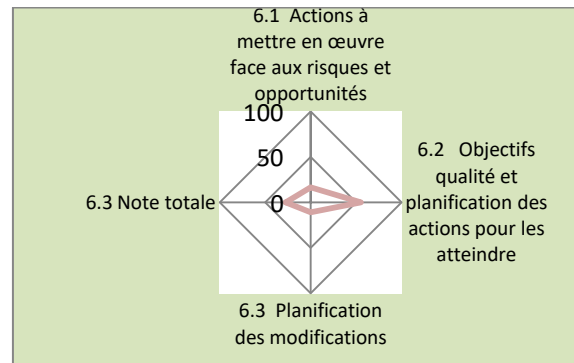 6.1 Actions à
mettre en œuvre
face aux risques et
opportunités
100
50
0
6.2 Objectifs
qualité et
planification des
actions pour les
atteindre
6.3 Note totale
6.3 Planification
des modifications